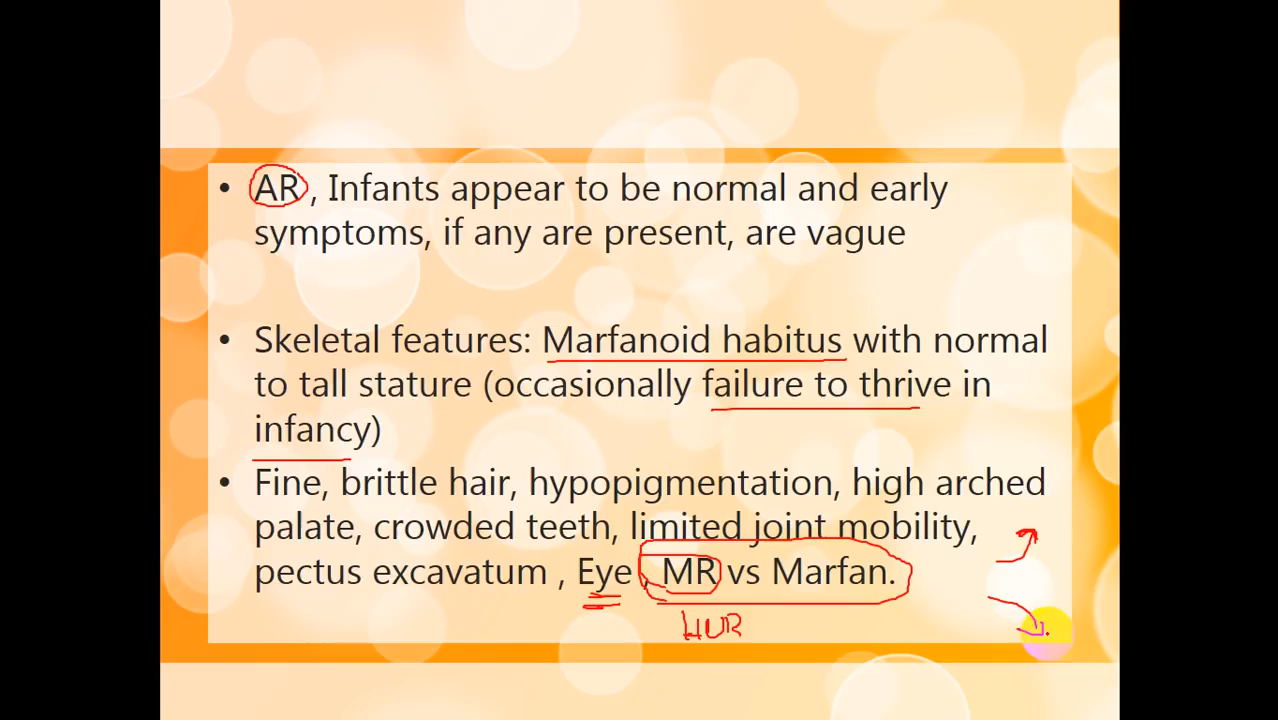 • AR , Infants appear to be normal and early
symptoms, if any are present, are vague
• Skeletal features: Marfanoid habitus with normal
to tall stature (occasionally failure to thrive in
infancy)
• Fine, brittle hair, hypopigmentation, high arched
palate, crowded teeth, limited joint mobility,
pectus excavatum , Eye , MR vs Marfan.